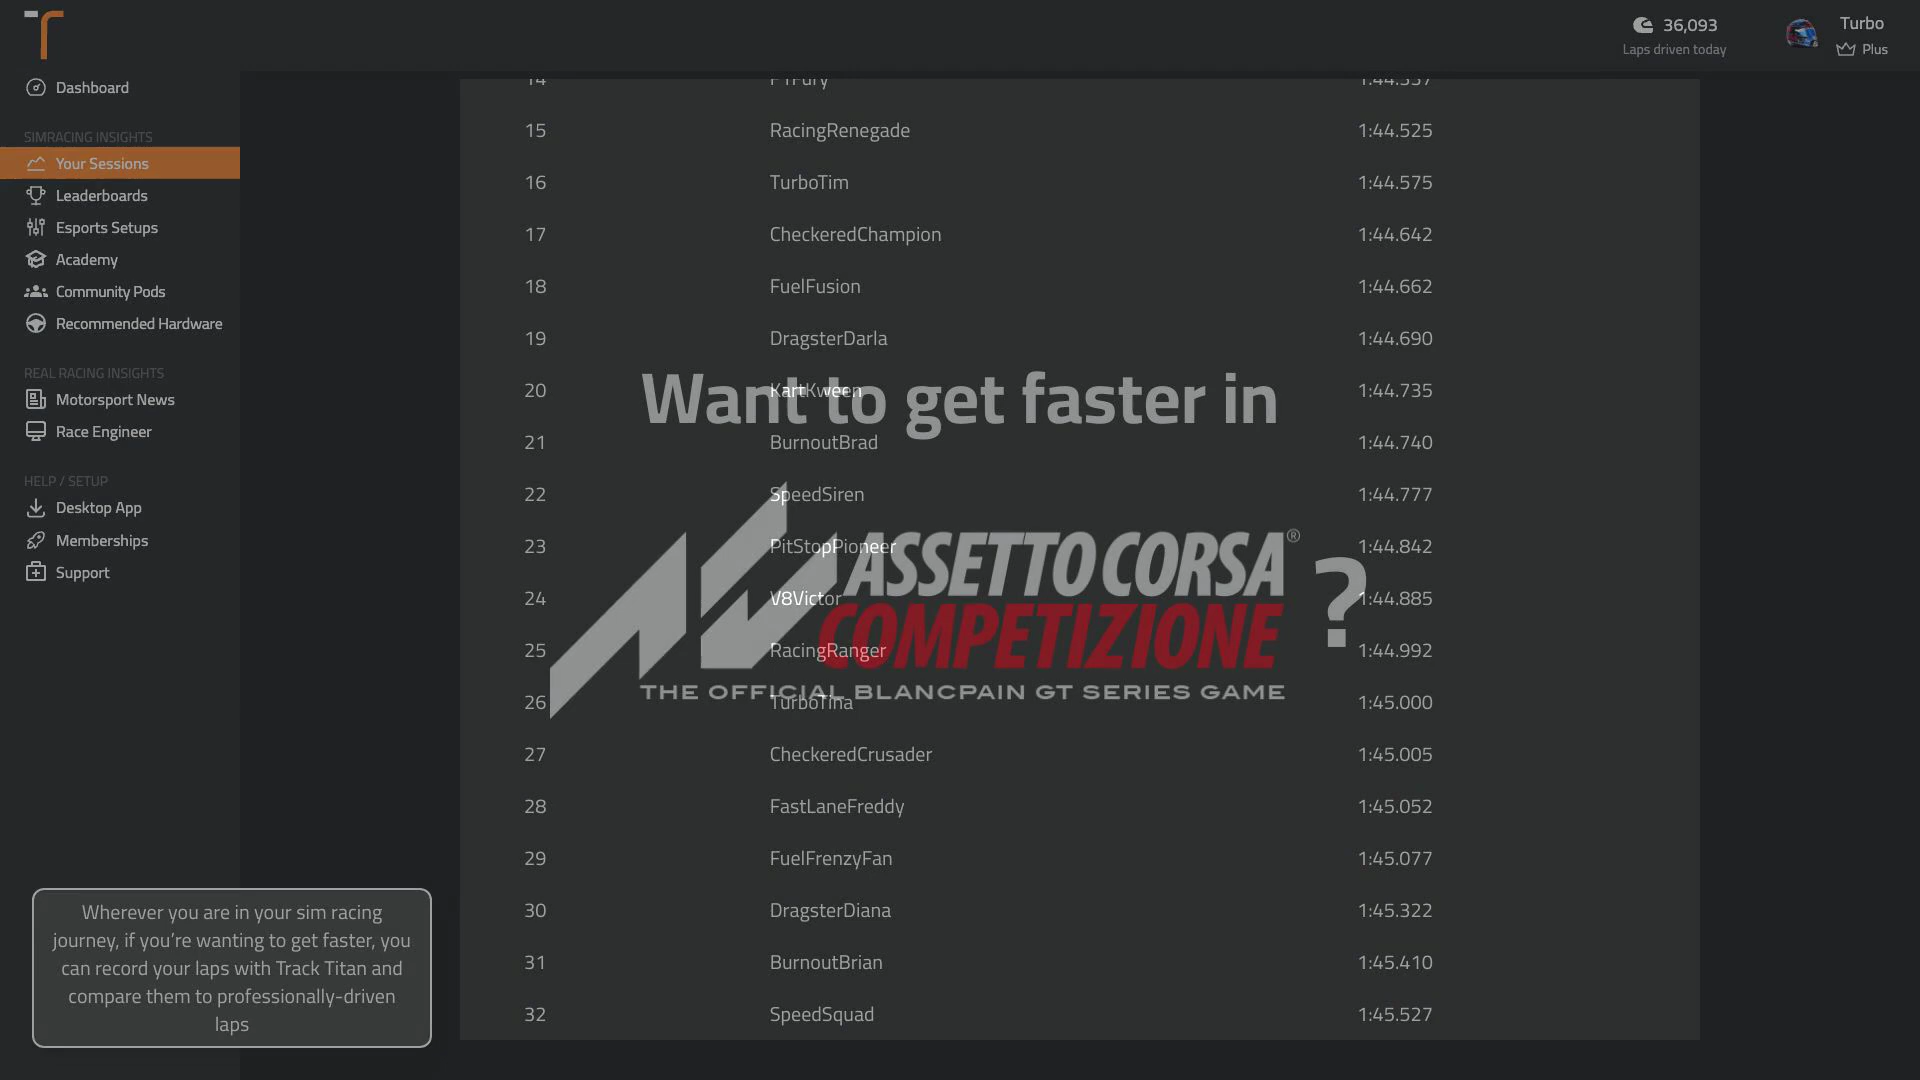 36,093
Laps driven today
Turbo
Plus
Dashboard
SIMRACING INSIGHTS
Your Sessions
Leaderboards
Esports Setups
Academy
Community Pods
Recommended Hardware
REAL RACING INSIGHTS
Motorsport News
Race Engineer
HELP / SETUP
Desktop App
Memberships
Support
Wherever you are in your sim racing
journey, if you’re wanting to get faster, you
can record your laps with Track Titan and
compare them to professionally-driven
laps
15 RacingRenegade 1:44.525
16 TurboTim 1:44.575
17 CheckeredChampion 1:44.642
18 FuelFusion 1:44.662
19 DragsterDarla 1:44.690
20 KartKween 1:44.735
21 BurnoutBrad 1:44.740
22 SpeedSiren 1:44.777
23 PitStopPioneer 1:44.842
24 V8Victor 1:44.885
25 RacingRanger 1:44.992
26 TurboTina 1:45.000
27 CheckeredCrusader 1:45.005
28 FastLaneFreddy 1:45.052
29 FuelFrenzyFan 1:45.077
30 DragsterDiana 1:45.322
31 BurnoutBrian 1:45.410
32 SpeedSquad 1:45.527
Want to get faster in
ASSETTO CORSA®
COMPETIZIONE
THE OFFICIAL BLANCPAIN GT SERIES GAME
?